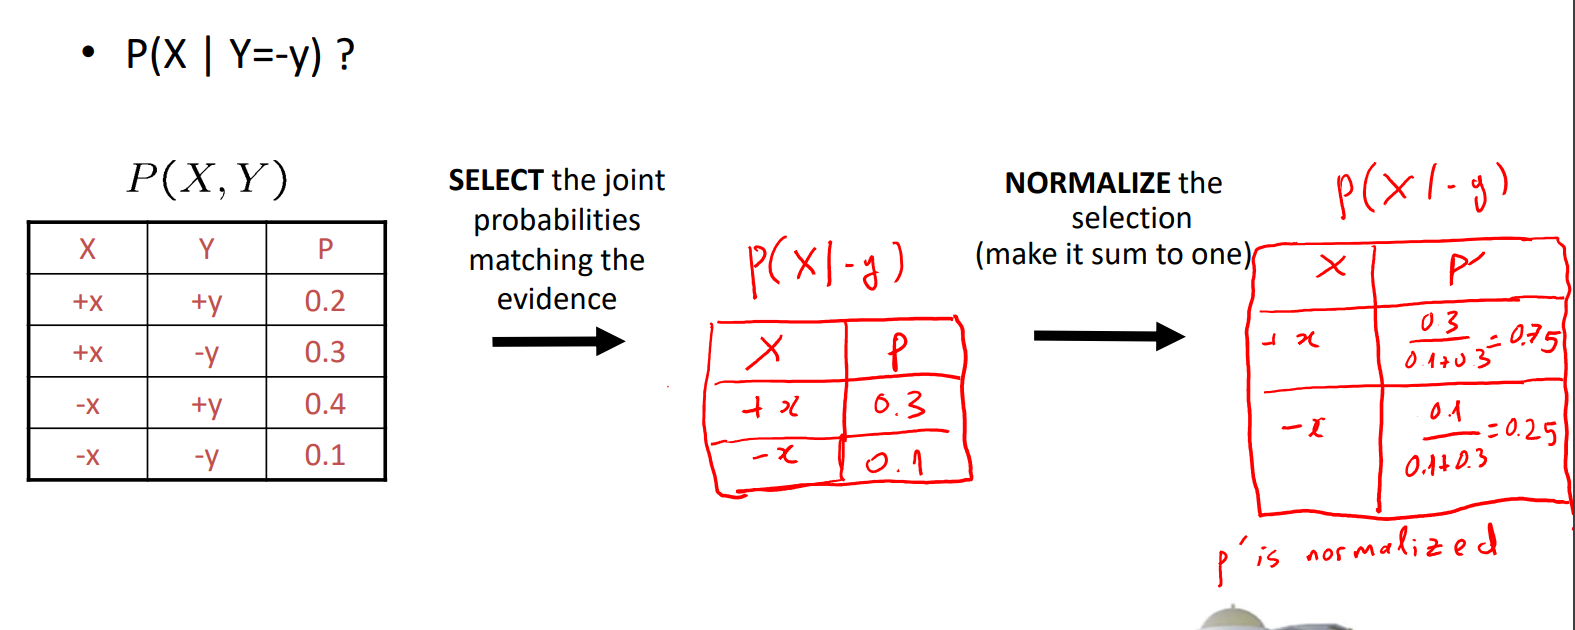 • P(X | Y=-y) ?
P(X, Y)
X Y P
+x +y 0.2
+x -y 0.3
-x +y 0.4
-x -y 0.1
SELECT the joint
probabilities
matching the
evidence
P(X|-y)
X P
+x 0.3
-x 0.1
NORMALIZE the
selection
(make it sum to one)
P(X|-y)
X P'
+x 0.3/0.1+0.3 = 0.75
-x 0.1/0.1+0.3 = 0.25
P' is normalized